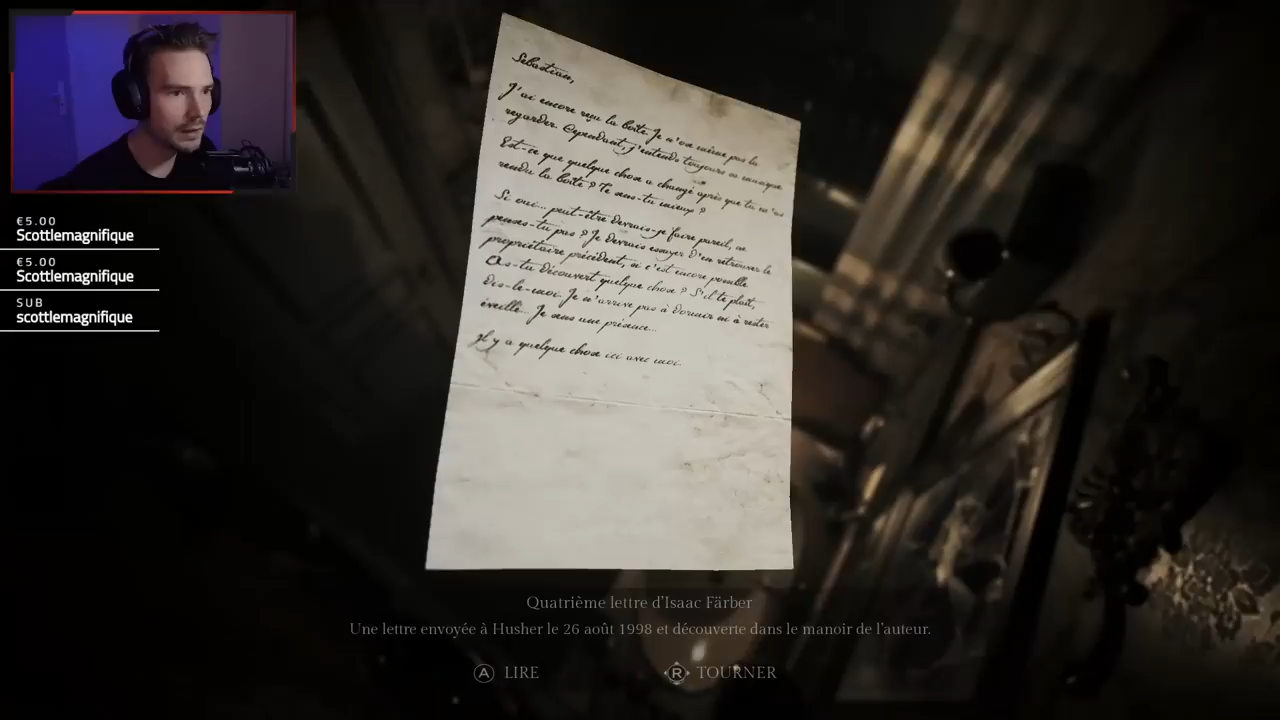 €5.00
Scottlemagnifique
€5.00
Scottlemagnifique
SUB
scottlemagnifique
Sebastian,
J'ai encore reçu la boîte. Je n'ose même pas la
regarder. Cependant, j'entends toujours sa musique
Est-ce que quelque chose a changé après que tu m'as
rendu la boîte ? Te sens-tu mieux ?
Si oui... peut-être devrais-je faire pareil, ne
penses-tu pas ? Je devrais essayer d'en retrouver le
propriétaire précédent, si c'est encore possible
As-tu découvert quelque chose ? S'il te plaît,
dis-le-moi. Je n'arrive pas à dormir ni à rester
éveillé... Je sens une présence...
Il y a quelque chose ici avec moi.
Quatrième lettre d'Isaac Färber
Une lettre envoyée à Husher le 26 août 1998 et découverte dans le manoir de l'auteur.
A LIRE
R TOURNER